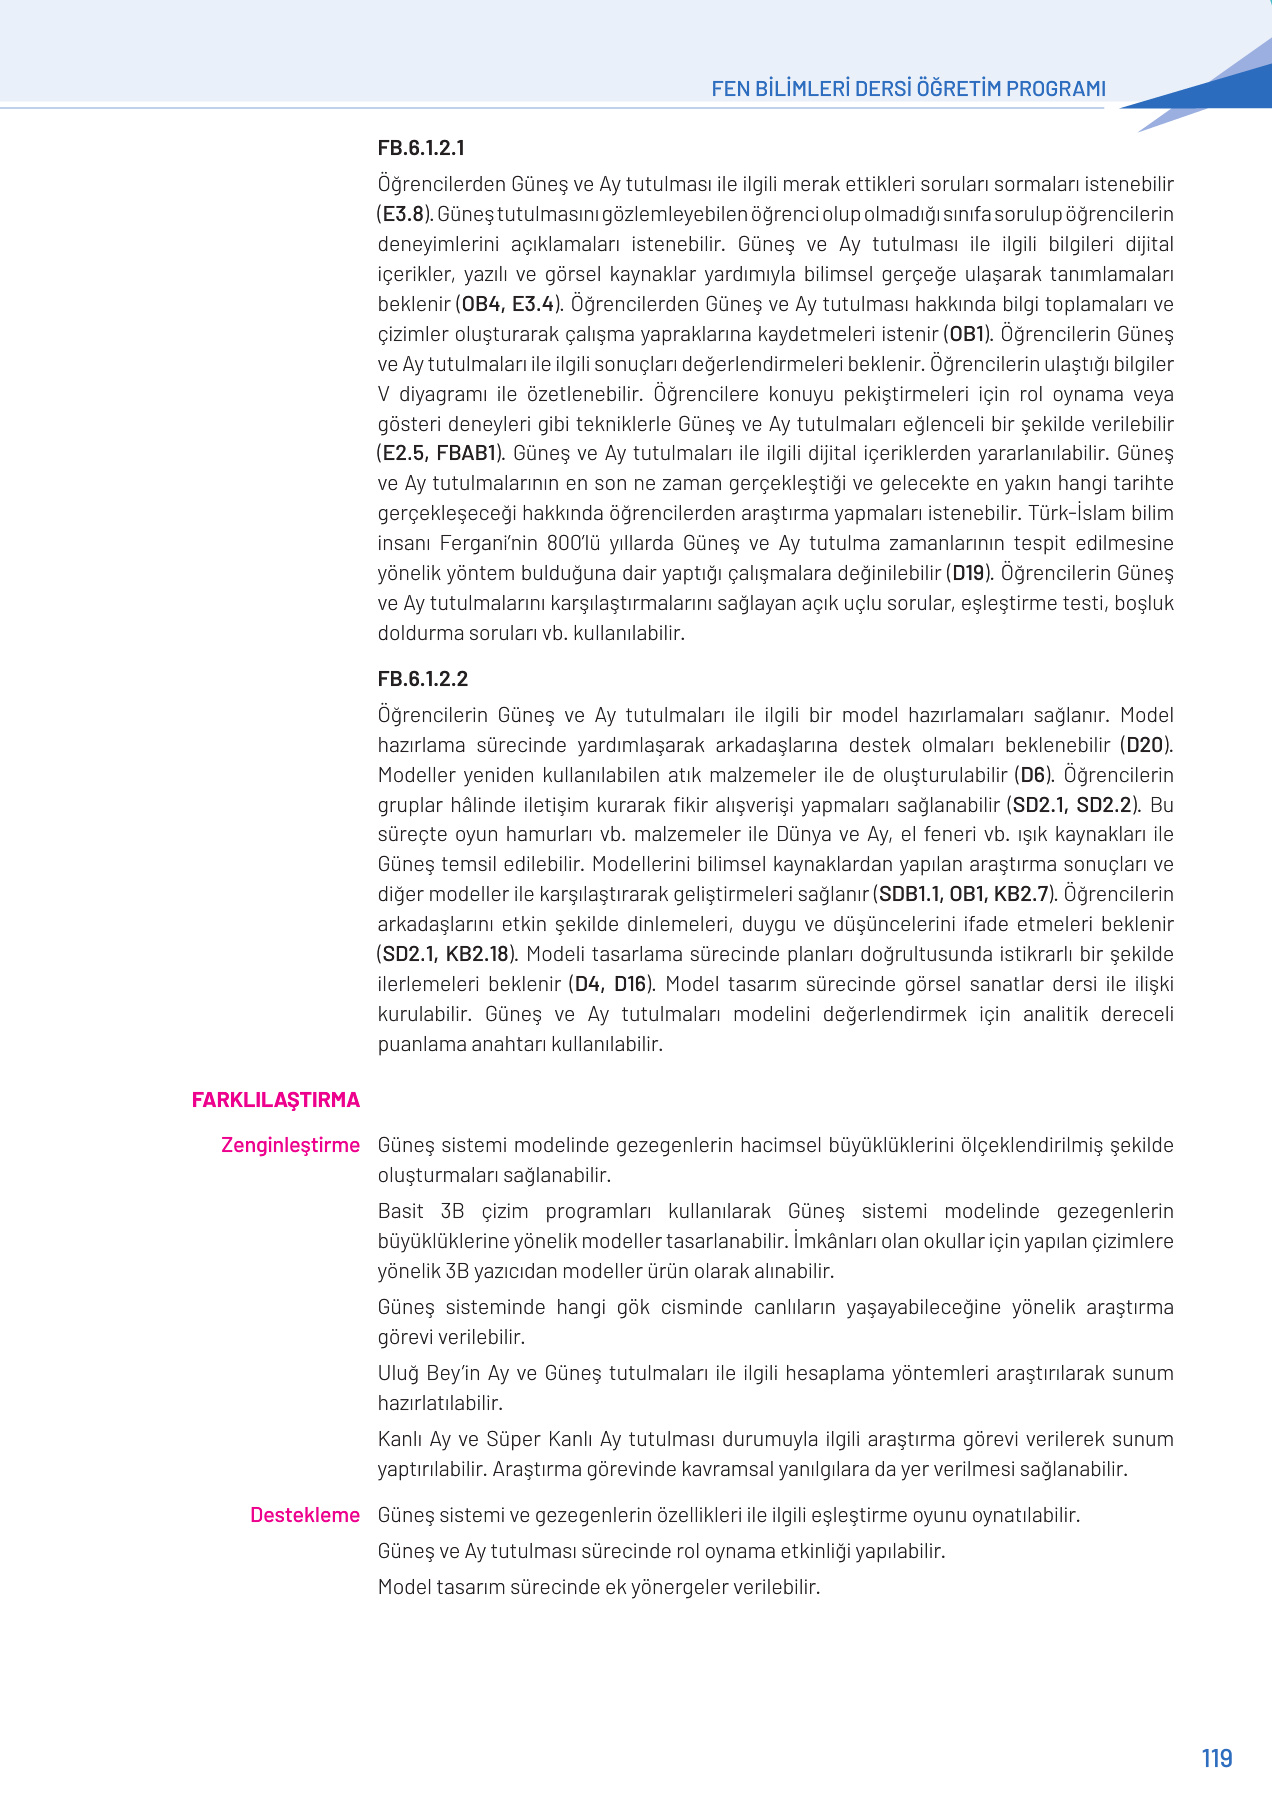 FEN BİLİMLERİ DERSİ ÖĞRETİM PROGRAMI
FB.6.1.2.1
Öğrencilerden Güneş ve Ay tutulması ile ilgili merak ettikleri soruları sormaları istenebilir
(E3.8). Güneş tutulmasını gözlemleyebilen öğrenci olup olmadığı sınıfa sorulup öğrencilerin
deneyimlerini açıklamaları istenebilir. Güneş ve Ay tutulması ile ilgili bilgileri dijital
içerikler, yazılı ve görsel kaynaklar yardımıyla bilimsel gerçeğe ulaşarak tanımlamaları
beklenir (OB4, E3.4). Öğrencilerden Güneş ve Ay tutulması hakkında bilgi toplamaları ve
çizimler oluşturarak çalışma yapraklarına kaydetmeleri istenir (OB1). Öğrencilerin Güneş
ve Ay tutulmaları ile ilgili sonuçları değerlendirmeleri beklenir. Öğrencilerin ulaştığı bilgiler
V diyagramı ile özetlenebilir. Öğrencilere konuyu pekiştirmeleri için rol oynama veya
gösteri deneyleri gibi tekniklerle Güneş ve Ay tutulmaları eğlenceli bir şekilde verilebilir
(E2.5, FBAB1). Güneş ve Ay tutulmaları ile ilgili dijital içeriklerden yararlanılabilir. Güneş
ve Ay tutulmalarının en son ne zaman gerçekleştiği ve gelecekte en yakın hangi tarihte
gerçekleşeceği hakkında öğrencilerden araştırma yapmaları istenebilir. Türk-İslam bilim
insanı Fergani’nin 800’lü yıllarda Güneş ve Ay tutulma zamanlarının tespit edilmesine
yönelik yöntem bulduğuna dair yaptığı çalışmalara değinilebilir (D19). Öğrencilerin Güneş
ve Ay tutulmalarını karşılaştırmalarını sağlayan açık uçlu sorular, eşleştirme testi, boşluk
doldurma soruları vb. kullanılabilir.
FB.6.1.2.2
Öğrencilerin Güneş ve Ay tutulmaları ile ilgili bir model hazırlamaları sağlanır. Model
hazırlama sürecinde yardımlaşarak arkadaşlarına destek olmaları beklenebilir (D20).
Modeller yeniden kullanılabilen atık malzemeler ile de oluşturulabilir (D6). Öğrencilerin
gruplar hâlinde iletişim kurarak fikir alışverişi yapmaları sağlanabilir (SD2.1, SD2.2). Bu
süreçte oyun hamurları vb. malzemeler ile Dünya ve Ay, el feneri vb. ışık kaynakları ile
Güneş temsil edilebilir. Modellerini bilimsel kaynaklardan yapılan araştırma sonuçları ve
diğer modeller ile karşılaştırarak geliştirmeleri sağlanır (SDB1.1, OB1, KB2.7). Öğrencilerin
arkadaşlarını etkin şekilde dinlemeleri, duygu ve düşüncelerini ifade etmeleri beklenir
(SD2.1, KB2.18). Modeli tasarlama sürecinde planları doğrultusunda istikrarlı bir şekilde
ilerlemeleri beklenir (D4, D16). Model tasarım sürecinde görsel sanatlar dersi ile ilişki
kurulabilir. Güneş ve Ay tutulmaları modelini değerlendirmek için analitik dereceli
puanlama anahtarı kullanılabilir.
FARKLILAŞTIRMA
Zenginleştirme Güneş sistemi modelinde gezegenlerin hacimsel büyüklüklerini ölçeklendirilmiş şekilde
oluşturmaları sağlanabilir.
Basit 3B çizim programları kullanılarak Güneş sistemi modelinde gezegenlerin
büyüklüklerine yönelik modeller tasarlanabilir. İmkânları olan okullar için yapılan çizimlere
yönelik 3B yazıcıdan modeller ürün olarak alınabilir.
Güneş sisteminde hangi gök cisminde canlıların yaşayabileceğine yönelik araştırma
görevi verilebilir.
Uluğ Bey’in Ay ve Güneş tutulmaları ile ilgili hesaplama yöntemleri araştırılarak sunum
hazırlatılabilir.
Kanlı Ay ve Süper Kanlı Ay tutulması durumuyla ilgili araştırma görevi verilerek sunum
yaptırılabilir. Araştırma görevinde kavramsal yanılgılara da yer verilmesi sağlanabilir.
Destekleme Güneş sistemi ve gezegenlerin özellikleri ile ilgili eşleştirme oyunu oynatılabilir.
Güneş ve Ay tutulması sürecinde rol oynama etkinliği yapılabilir.
Model tasarım sürecinde ek yönergeler verilebilir.
119